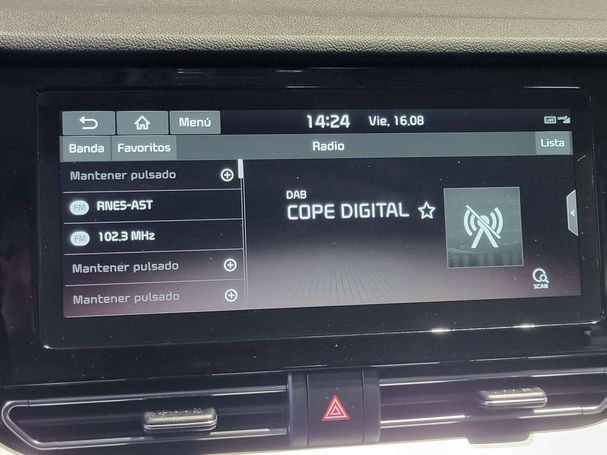 Menú 14:24 Vie, 16.08
Banda Favoritos Radio Lista
Mantener pulsado
FM RNE5-AST
FM 102.3 MHz
Mantener pulsado
Mantener pulsado
DAB
COPE DIGITAL
SCAN